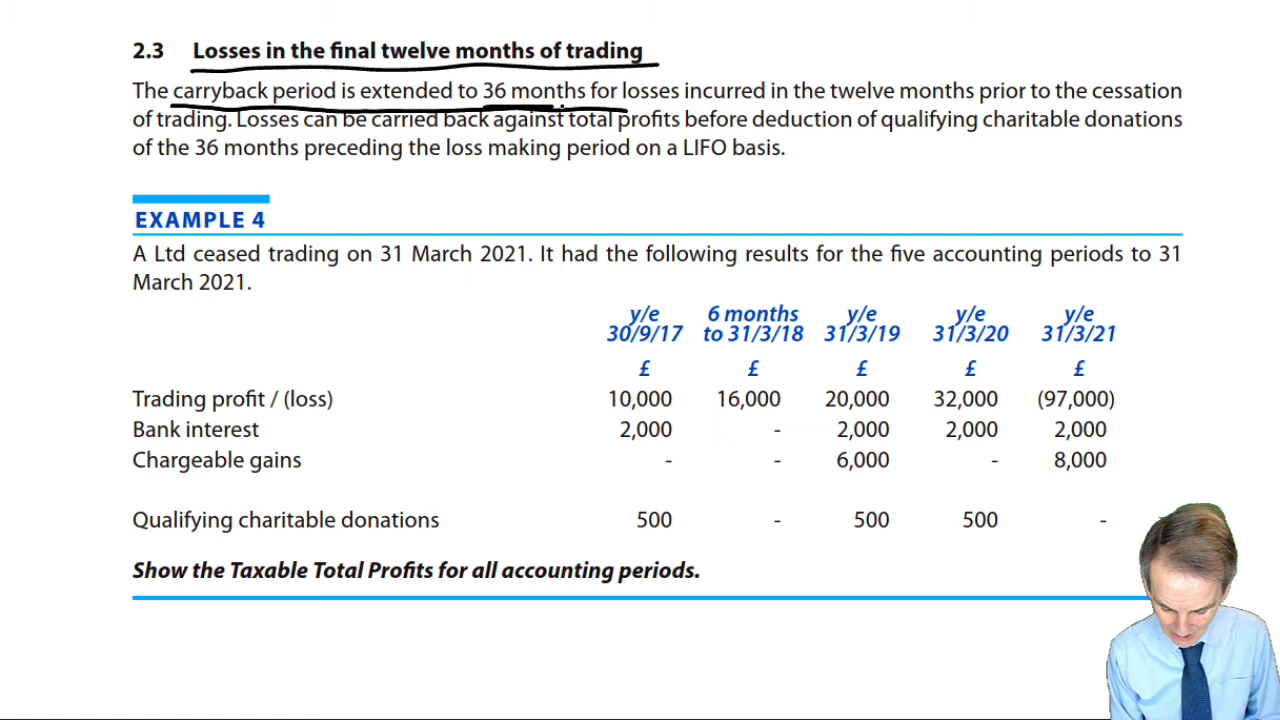 2.3 Losses in the final twelve months of trading
The carryback period is extended to 36 months for losses incurred in the twelve months prior to the cessation
of trading. Losses can be carried back against total profits before deduction of qualifying charitable donations
of the 36 months preceding the loss making period on a LIFO basis.
EXAMPLE 4
A Ltd ceased trading on 31 March 2021. It had the following results for the five accounting periods to 31
March 2021.
y/e 6 months y/e y/e y/e
30/9/17 to 31/3/18 31/3/19 31/3/20 31/3/21
£ £ £ £ £
Trading profit / (loss) 10,000 16,000 20,000 32,000 (97,000)
Bank interest 2,000 - 2,000 2,000 2,000
Chargeable gains - - 6,000 - 8,000
Qualifying charitable donations 500 - 500 500 -
Show the Taxable Total Profits for all accounting periods.